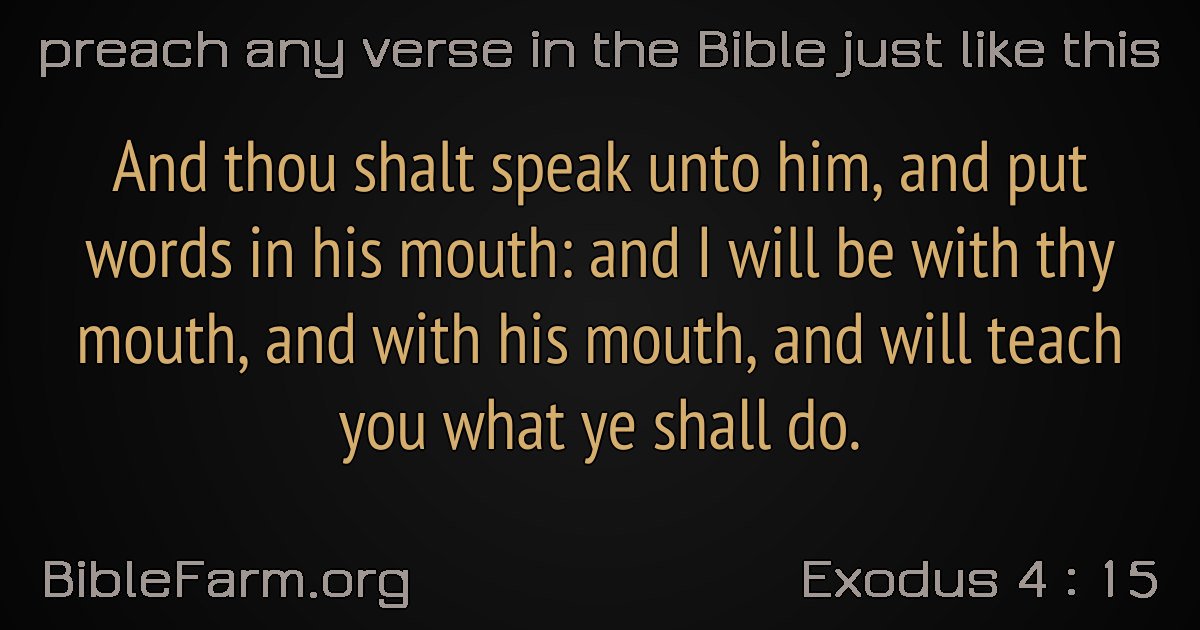 preach any verse in the Bible just like this
And thou shalt speak unto him, and put
words in his mouth: and I will be with thy
mouth, and with his mouth, and will teach
you what ye shall do.
BibleFarm.org
Exodus 4 : 15